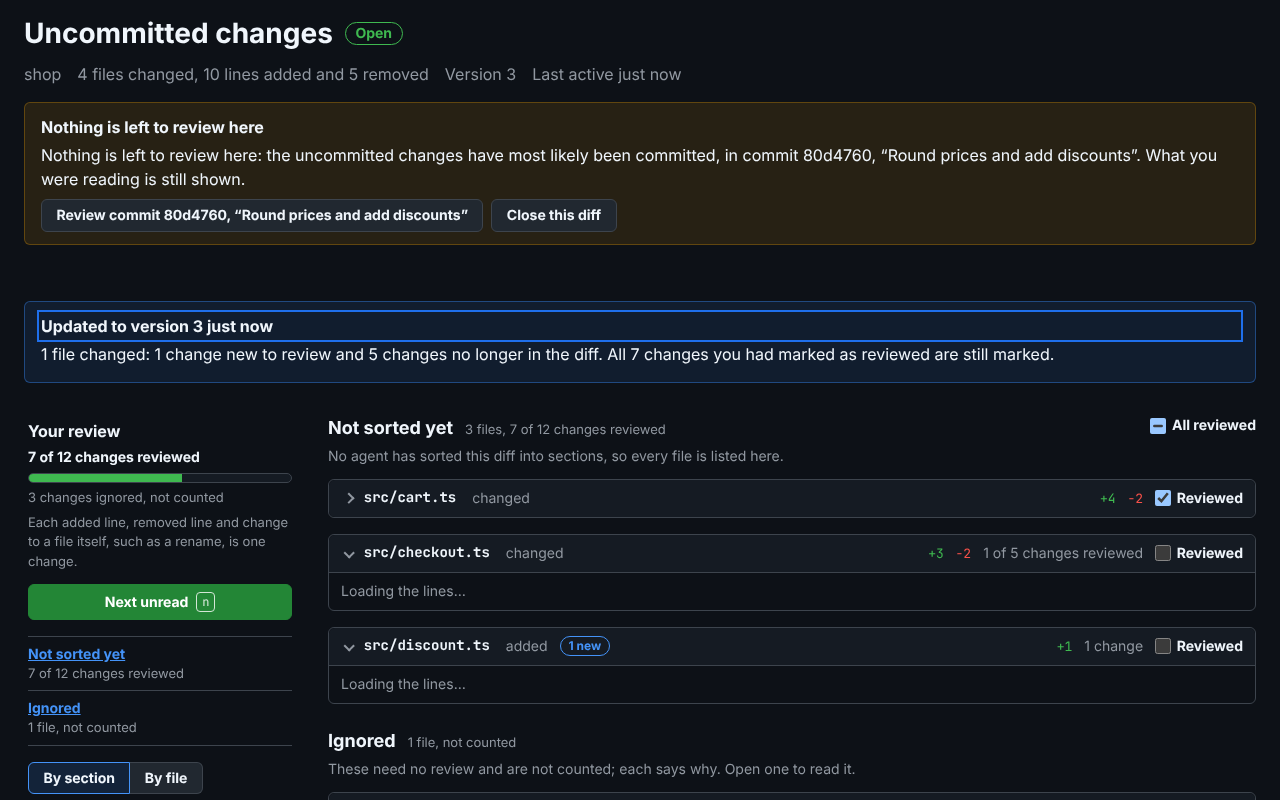 Uncommitted changes Open
shop 4 files changed, 10 lines added and 5 removed Version 3 Last active just now
Nothing is left to review here
Nothing is left to review here: the uncommitted changes have most likely been committed, in commit 80d4760, “Round prices and add discounts”. What you
were reading is still shown.
Review commit 80d4760, “Round prices and add discounts” Close this diff
Updated to version 3 just now
1 file changed: 1 change new to review and 5 changes no longer in the diff. All 7 changes you had marked as reviewed are still marked.
Your review
7 of 12 changes reviewed
3 changes ignored, not counted
Each added line, removed line and change
to a file itself, such as a rename, is one
change.
Next unread n
Not sorted yet
7 of 12 changes reviewed
Ignored
1 file, not counted
By section By file
Not sorted yet 3 files, 7 of 12 changes reviewed All reviewed
No agent has sorted this diff into sections, so every file is listed here.
src/cart.ts changed +4 -2 Reviewed
src/checkout.ts changed +3 -2 1 of 5 changes reviewed Reviewed
Loading the lines…
src/discount.ts added 1 new +1 1 change Reviewed
Loading the lines…
Ignored 1 file, not counted
These need no review and are not counted; each says why. Open one to read it.